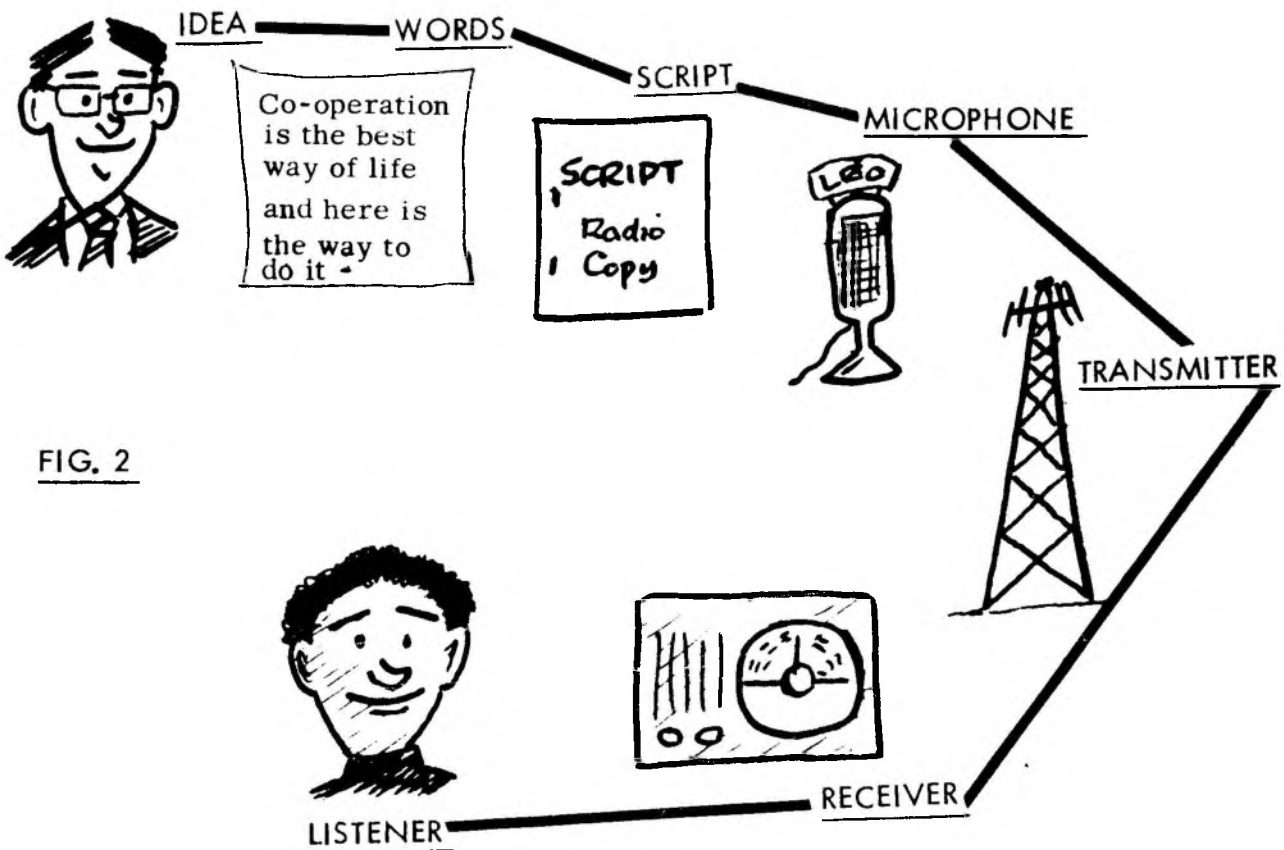 IDEA
WORDS
SCRIPT
MICROPHONE
Co-operation
is the best
way of life
and here is
the way to
do it -
SCRIPT
Radio
Copy
TRANSMITTER
FIG. 2
RECEIVER
LISTENER